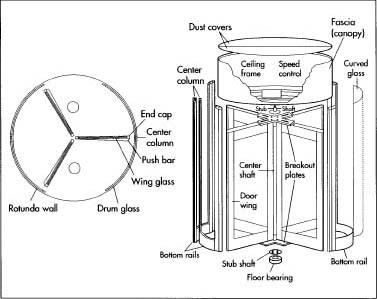 Dust covers
Fascia
(canopy)
Ceiling
frame
Speed
control
Center
column
Curved
glass
Stub
Shaft
End cap
Center
column
Push bar
Wing glass
Rotunda wall
Drum glass
Center
shaft
Breakout
plates
Door
wing
Bottom rails
Stub shaft
Floor bearing
Bottom rail